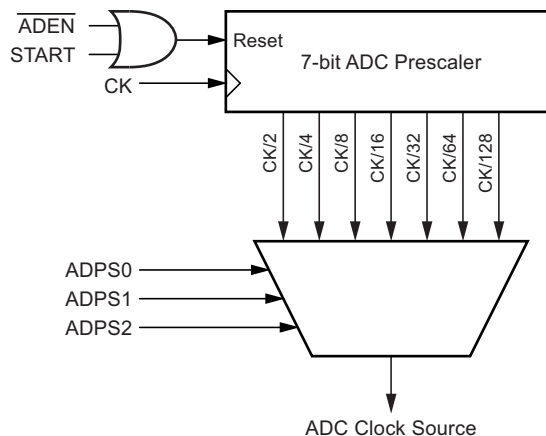 ADEN
START
CK
Reset
7-bit ADC Prescaler
CK/2
CK/4
CK/8
CK/16
CK/32
CK/64
CK/128
ADPS0
ADPS1
ADPS2
ADC Clock Source